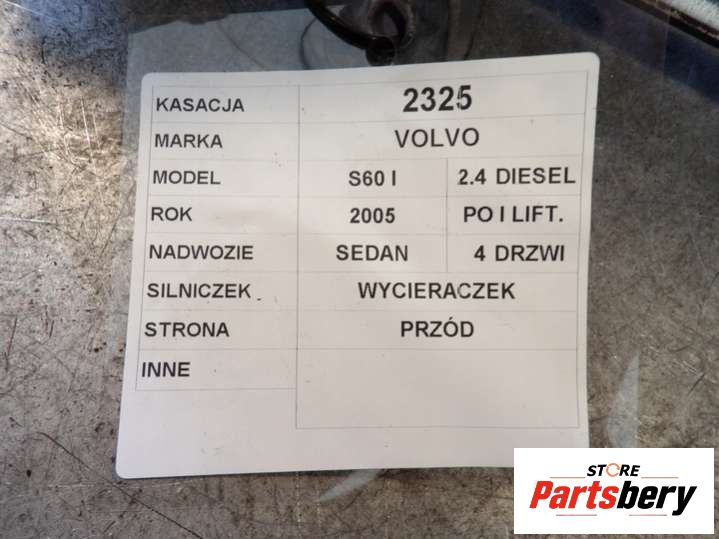 KASACJA 2325
MARKA VOLVO
MODEL S60 I 2.4 DIESEL
ROK 2005 PO I LIFT.
NADWOZIE SEDAN 4 DRZWI
SILNICZEK WYCIERACZEK
STRONA PRZÓD
INNE
STORE
Partsbery